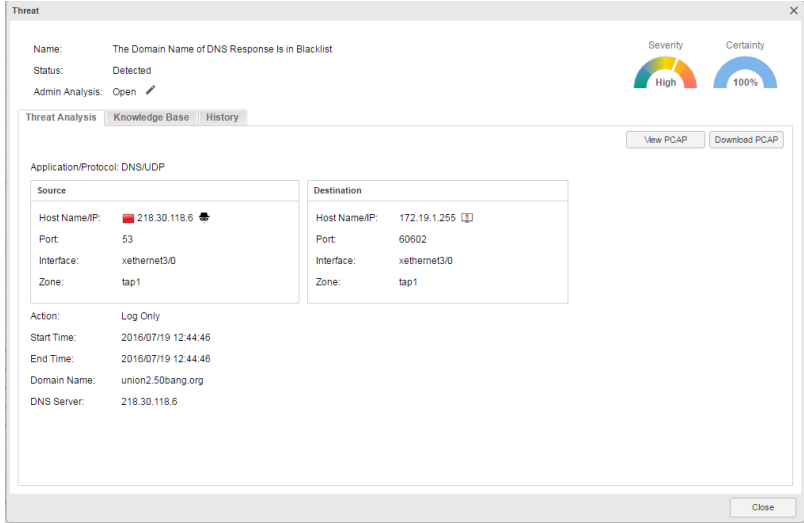 Threat
Name: The Domain Name of DNS Response Is in Blacklist
Status: Detected
Admin Analysis: Open
Severity
High
Certainty
100%
Threat Analysis Knowledge Base History
View PCAP Download PCAP
Application/Protocol: DNS/UDP
Source
Host Name/IP: 218.30.118.6
Port: 53
Interface: xethernet3/0
Zone: tap1
Destination
Host Name/IP: 172.19.1.255
Port: 60602
Interface: xethernet3/0
Zone: tap1
Action: Log Only
Start Time: 2016/07/19 12:44:46
End Time: 2016/07/19 12:44:46
Domain Name: union2.50bang.org
DNS Server: 218.30.118.6
Close